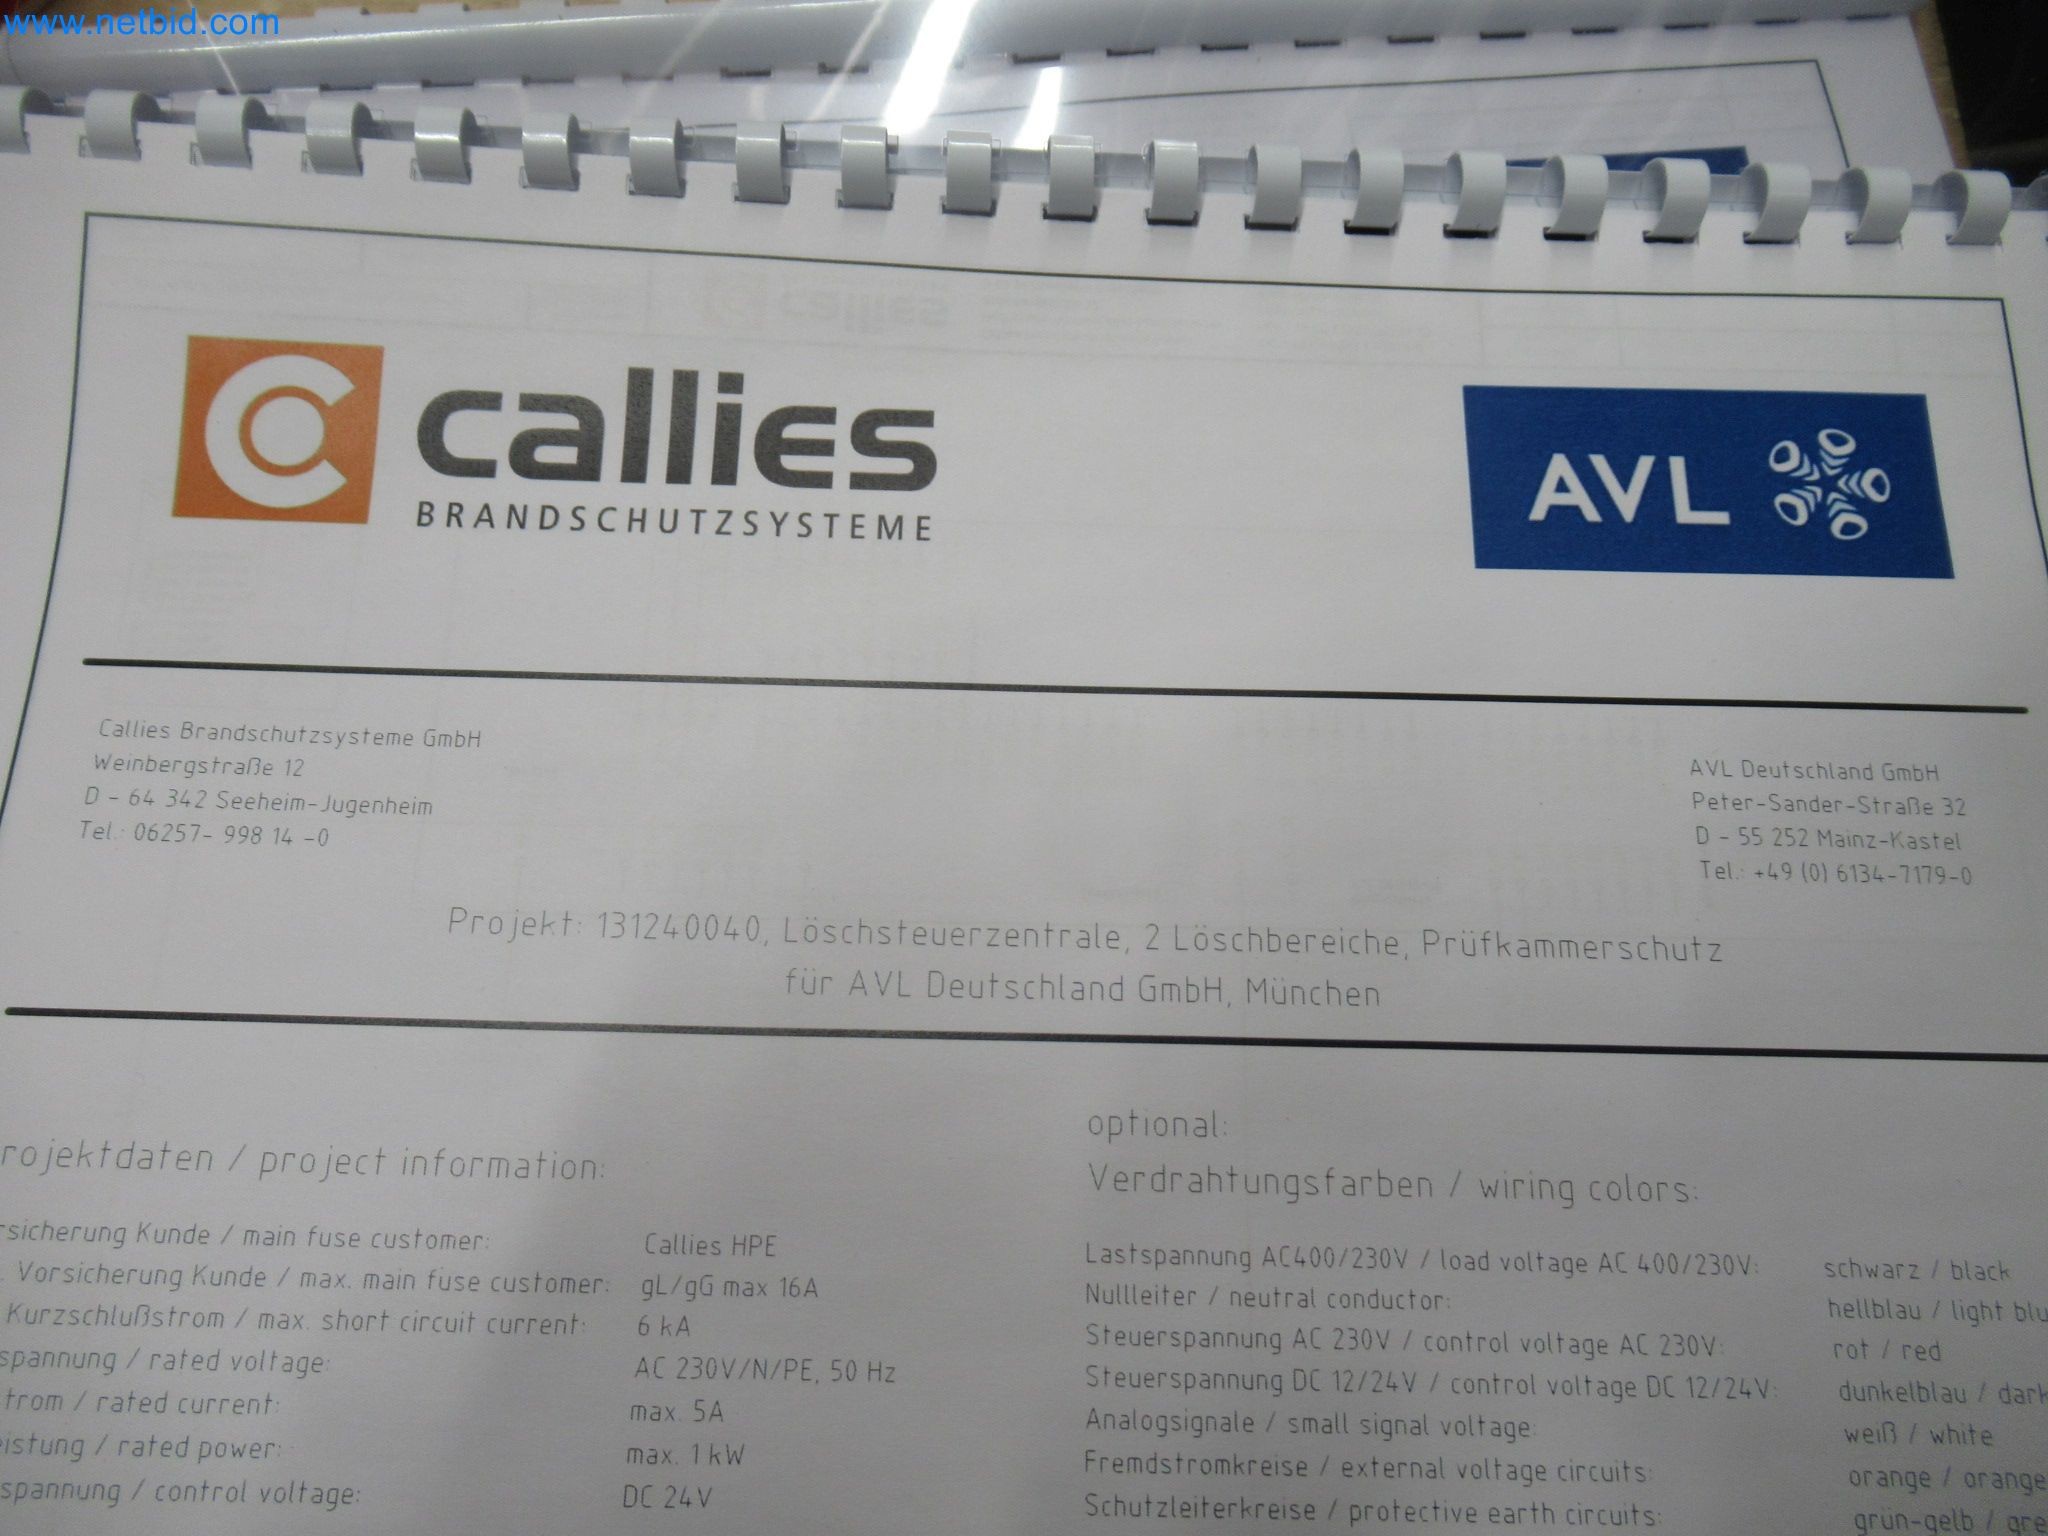 www.netbid.com
callies
BRANDSCHUTZSYSTEME
AVL
Callies Brandschutzsysteme GmbH
Weinbergstraße 12
D - 64 342 Seeheim-Jugenheim
Tel.: 06257- 998 14 -0
AVL Deutschland GmbH
Peter-Sander-Straße 32
D - 55 252 Mainz-Kastel
Tel.: +49 (0) 6134-7179-0
Projekt: 131240040, Löschsteuerzentrale, 2 Löschbereiche, Prüfkammerschutz
für AVL Deutschland GmbH, München
rojektdaten / project information:
rsicherung Kunde / main fuse customer: Callies HPE
. Vorsicherung Kunde / max. main fuse customer: gL/gG max 16A
Kurzschlußstrom / max. short circuit current: 6 kA
spannung / rated voltage: AC 230V/N/PE, 50 Hz
trom / rated current: max. 5A
eistung / rated power: max. 1 kW
spannung / control voltage: DC 24V
optional:
Verdrahtungsfarben / wiring colors:
Lastspannung AC400/230V / load voltage AC 400/230V: schwarz / black
Nullleiter / neutral conductor: hellblau / light blu
Steuerspannung AC 230V / control voltage AC 230V: rot / red
Steuerspannung DC 12/24V / control voltage DC 12/24V: dunkelblau / dark
Analogsignale / small signal voltage: weiß / white
Fremdstromkreise / external voltage circuits: orange / orange
Schutzleiterkreise / protective earth circuits: grün-gelb / gre